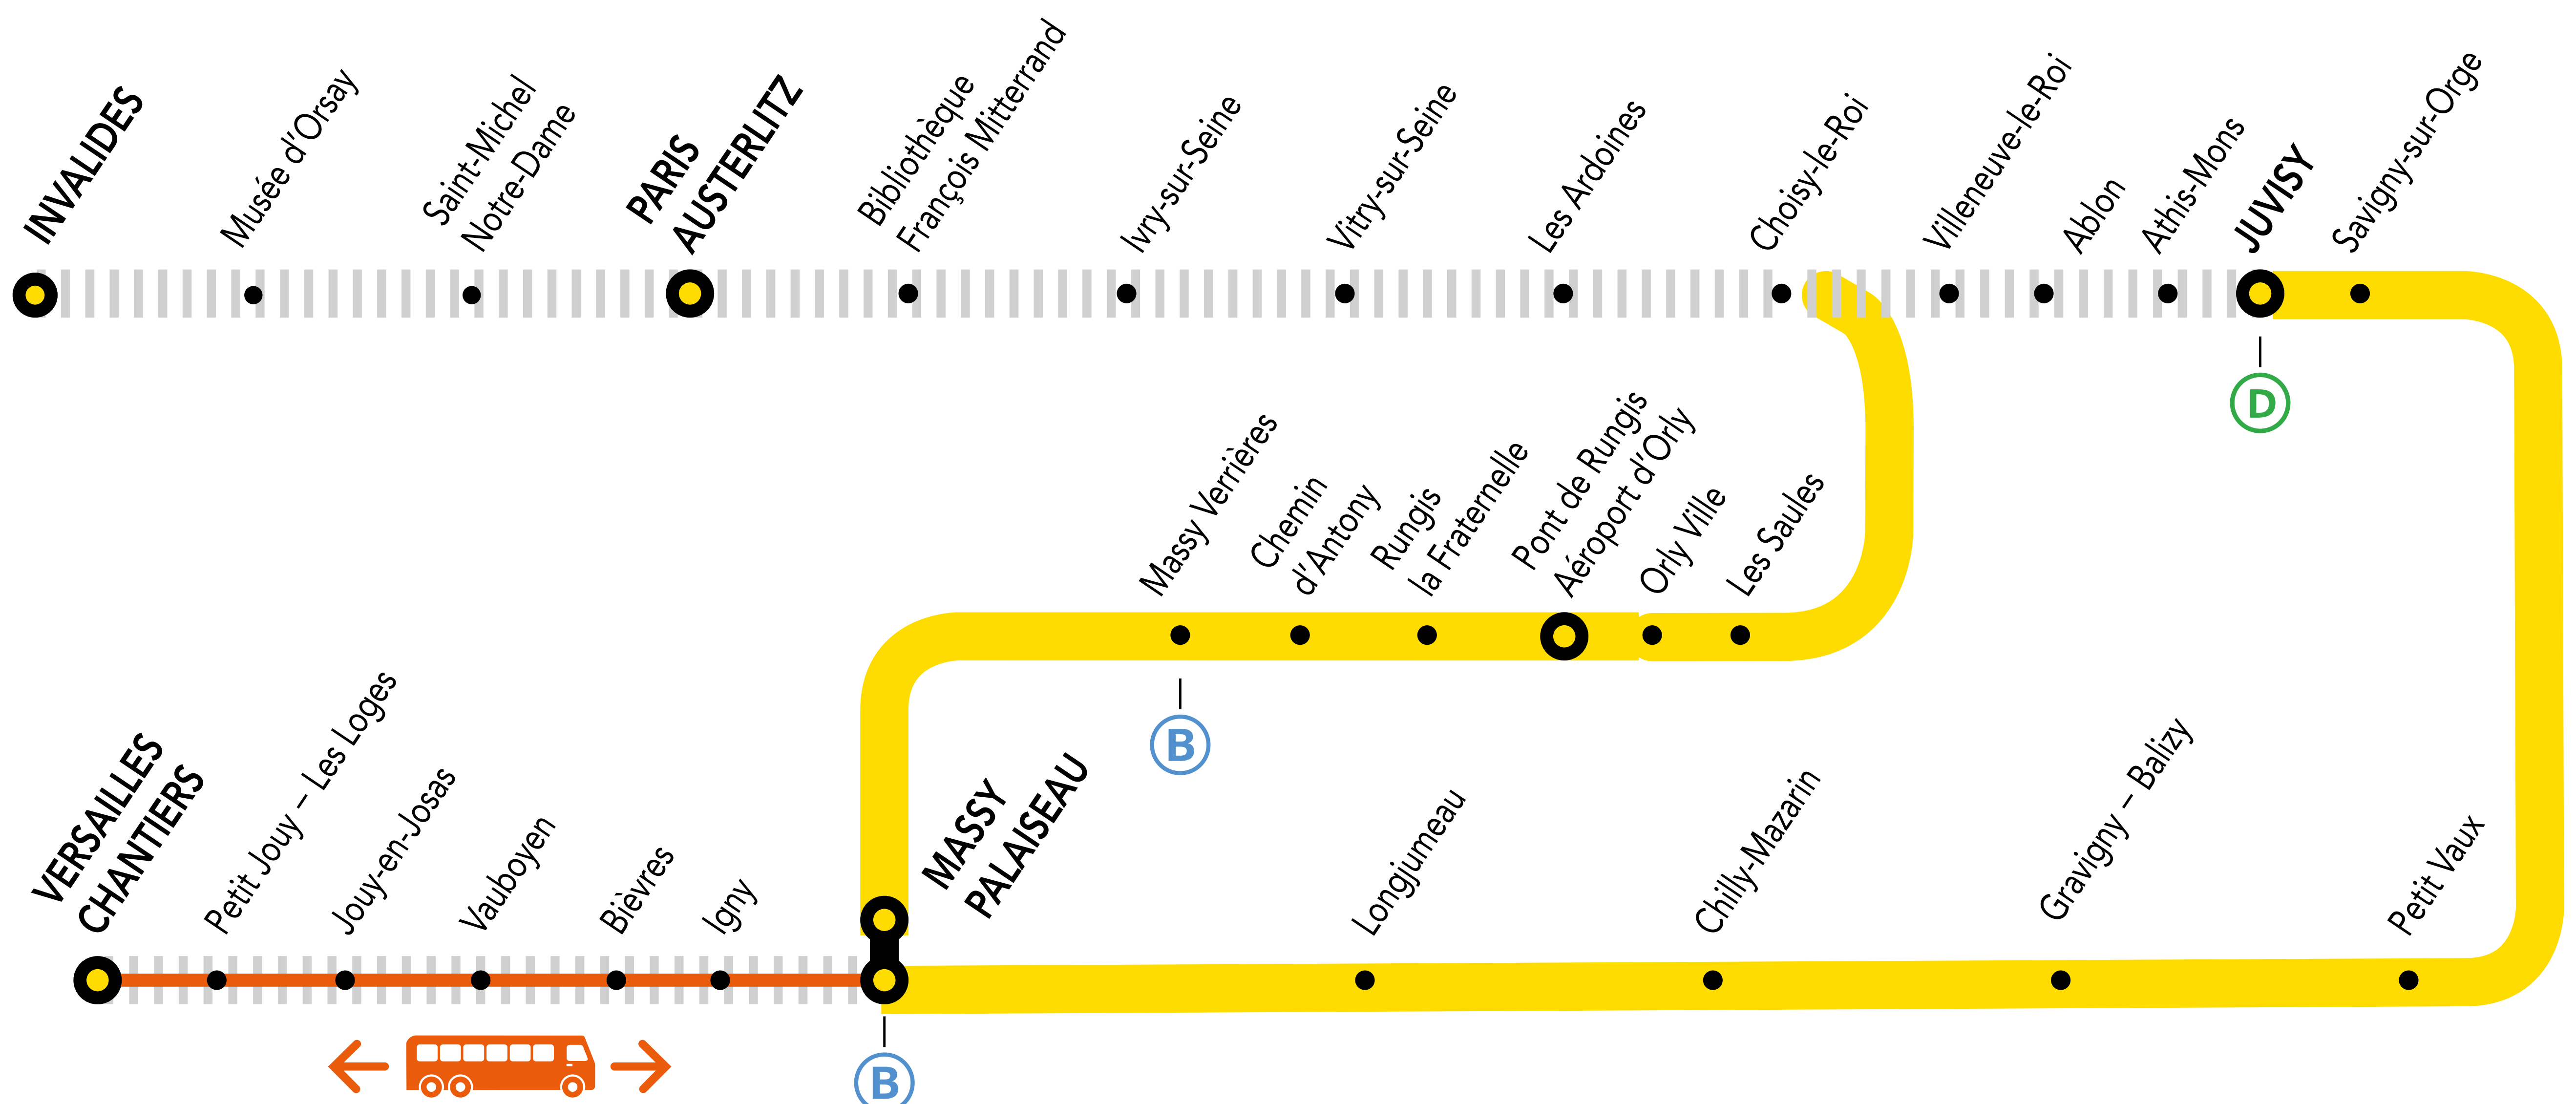 INVALIDES
Musée d'Orsay
Saint-Michel
Notre-Dame
PARIS
AUSTERLITZ
Bibliothèque
François Mitterrand
Ivry-sur-Seine
Vitry-sur-Seine
Les Ardoines
Choisy-le-Roi
Villeneuve-le-Roi
Ablon
Athis-Mons
JUVISY
Savigny-sur-Orge
D
Massy Verrières
Chemin
d'Antony
Rungis
la Fraternelle
Pont de Rungis
Aéroport d'Orly
Orly Ville
Les Saules
B
VERSAILLES
CHANTIERS
Petit Jouy – Les Loges
Jouy-en-Josas
Vauboyen
Bièvres
Igny
MASSY
PALAISEAU
Longjumeau
Chilly-Mazarin
Gravigny – Balizy
Petit Vaux
B